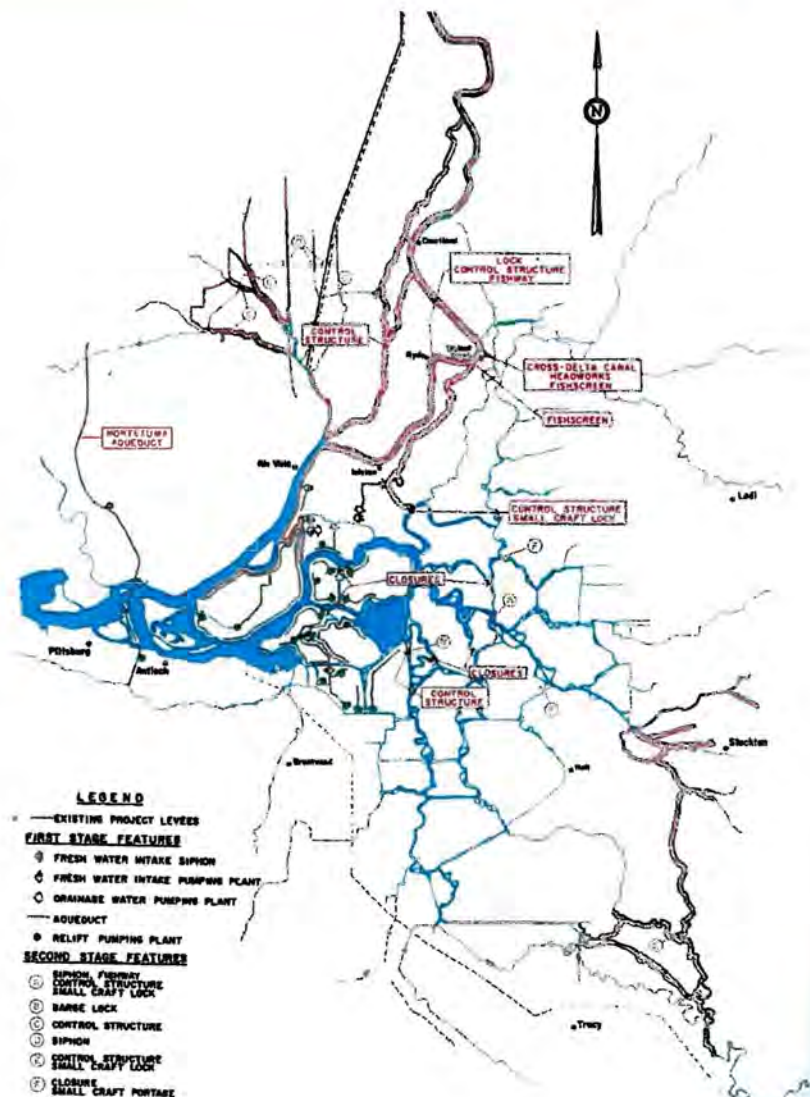 N
Courtland
LOCK
CONTROL STRUCTURE
FISHWAY
CONTROL
STRUCTURE
Ryde
CROSS-DELTA CANAL
HEADWORKS
FISHSCREEN
FISHSCREEN
MONTEZUMA
AQUEDUCT
Rio Vista
Isleton
Lodi
CONTROL STRUCTURE
SMALL CRAFT LOCK
F
CLOSURES
Pittsburg
Antioch
CLOSURES
CONTROL
STRUCTURE
Stockton
Brentwood
Holt
Tracy
LEGEND
EXISTING PROJECT LEVEES
FIRST STAGE FEATURES
FRESH WATER INTAKE SIPHON
FRESH WATER INTAKE PUMPING PLANT
DRAINAGE WATER PUMPING PLANT
AQUEDUCT
RELIFT PUMPING PLANT
SECOND STAGE FEATURES
A SIPHON, FISHWAY
CONTROL STRUCTURE
SMALL CRAFT LOCK
B BARGE LOCK
C CONTROL STRUCTURE
D SIPHON
E CONTROL STRUCTURE
SMALL CRAFT LOCK
F CLOSURE
SMALL CRAFT PORTAGE